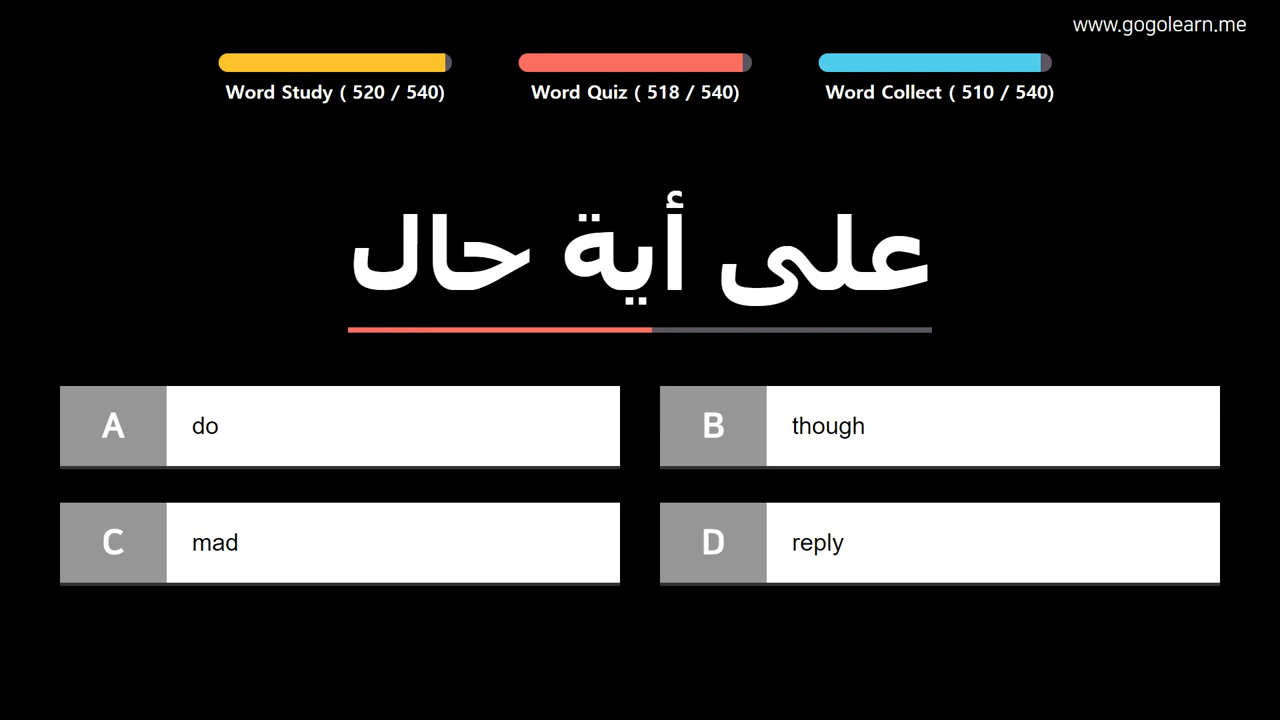 www.gogolearn.me
Word Study ( 520 / 540)
Word Quiz ( 518 / 540)
Word Collect ( 510 / 540)
على أية حال
A do
B though
C mad
D reply